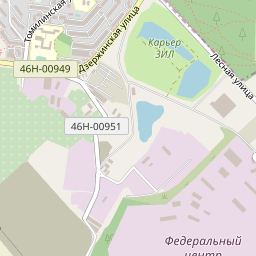 Томилинская
Дзержинская улица
Карьер
ЗИЛ
Лесная улица
46Н-00949
46Н-00951
Федеральный
центр